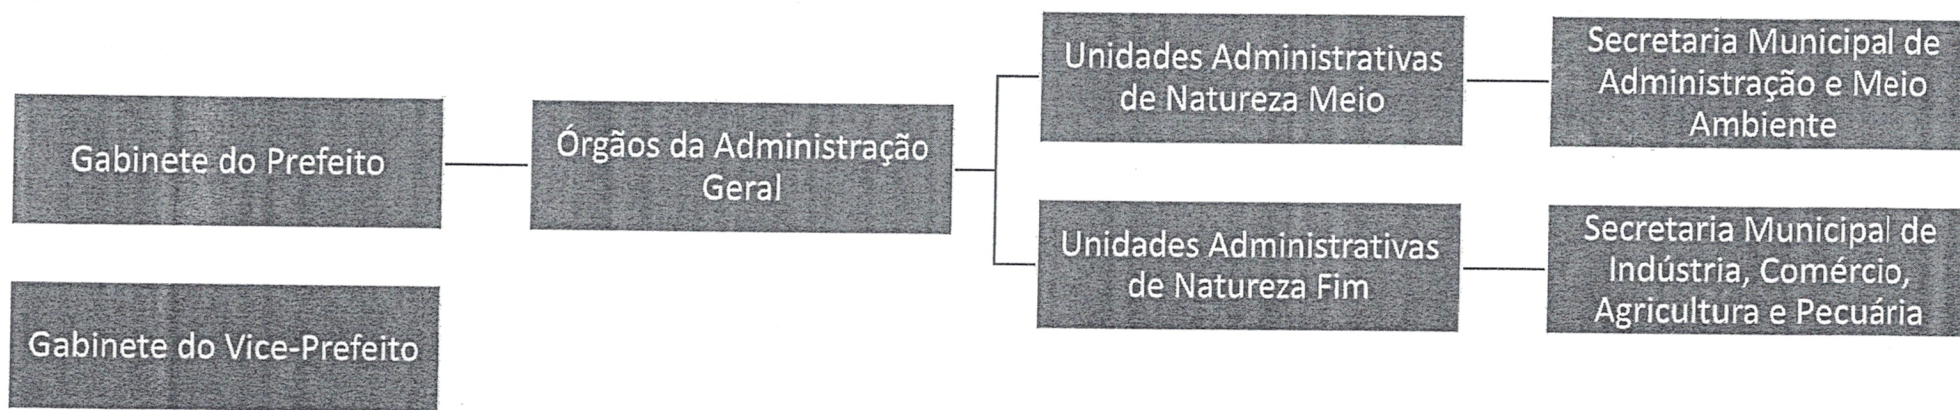 Gabinete do Prefeito
Gabinete do Vice-Prefeito
Órgãos da Administração
Geral
Unidades Administrativas
de Natureza Meio
Unidades Administrativas
de Natureza Fim
Secretaria Municipal de
Administração e Meio
Ambiente
Secretaria Municipal de
Indústria, Comércio,
Agricultura e Pecuária